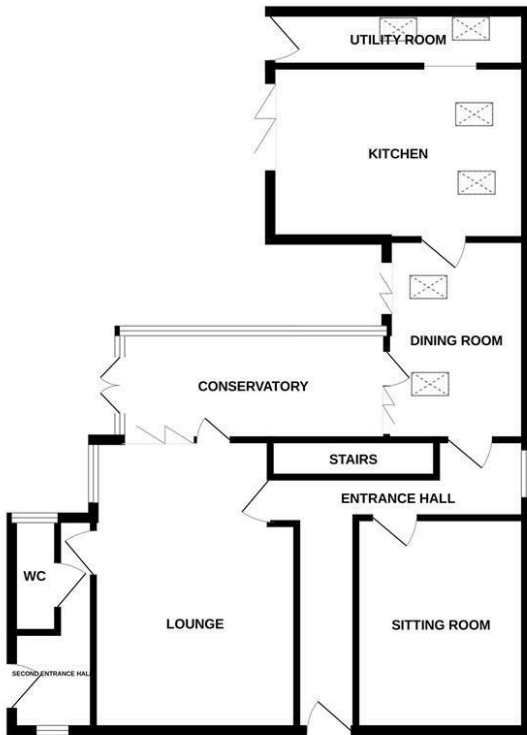 UTILITY ROOM
KITCHEN
DINING ROOM
CONSERVATORY
STAIRS
ENTRANCE HALL
WC
LOUNGE
SITTING ROOM
SECOND ENTRANCE HALL